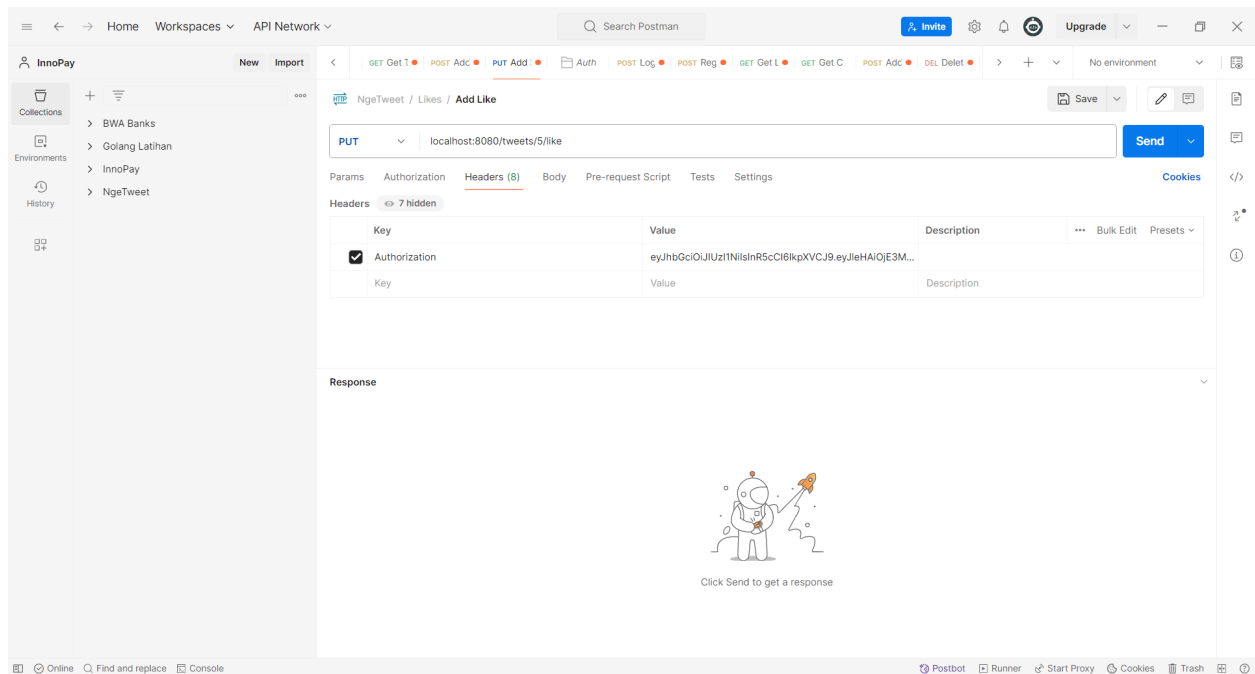 Home Workspaces API Network Search Postman Invite Upgrade
InnoPay New Import GET Get T POST Adc PUT Add : Auth POST Log POST Reg GET Get L GET Get C POST Adc DEL Delet No environment
Collections
Environments
History
BWA Banks
Golang Latihan
InnoPay
NgeTweet
HTTP NgeTweet / Likes / Add Like Save
PUT localhost:8080/tweets/5/like Send
Params Authorization Headers (8) Body Pre-request Script Tests Settings Cookies
Headers 7 hidden
Key Value Description Bulk Edit Presets
Authorization eyJhbGciOiJIUzI1NiIsInR5cCI6IkpXVCJ9.eyJleHAiOjE3M...
Key Value Description
Response
Click Send to get a response
Online Find and replace Console Postbot Runner Start Proxy Cookies Trash